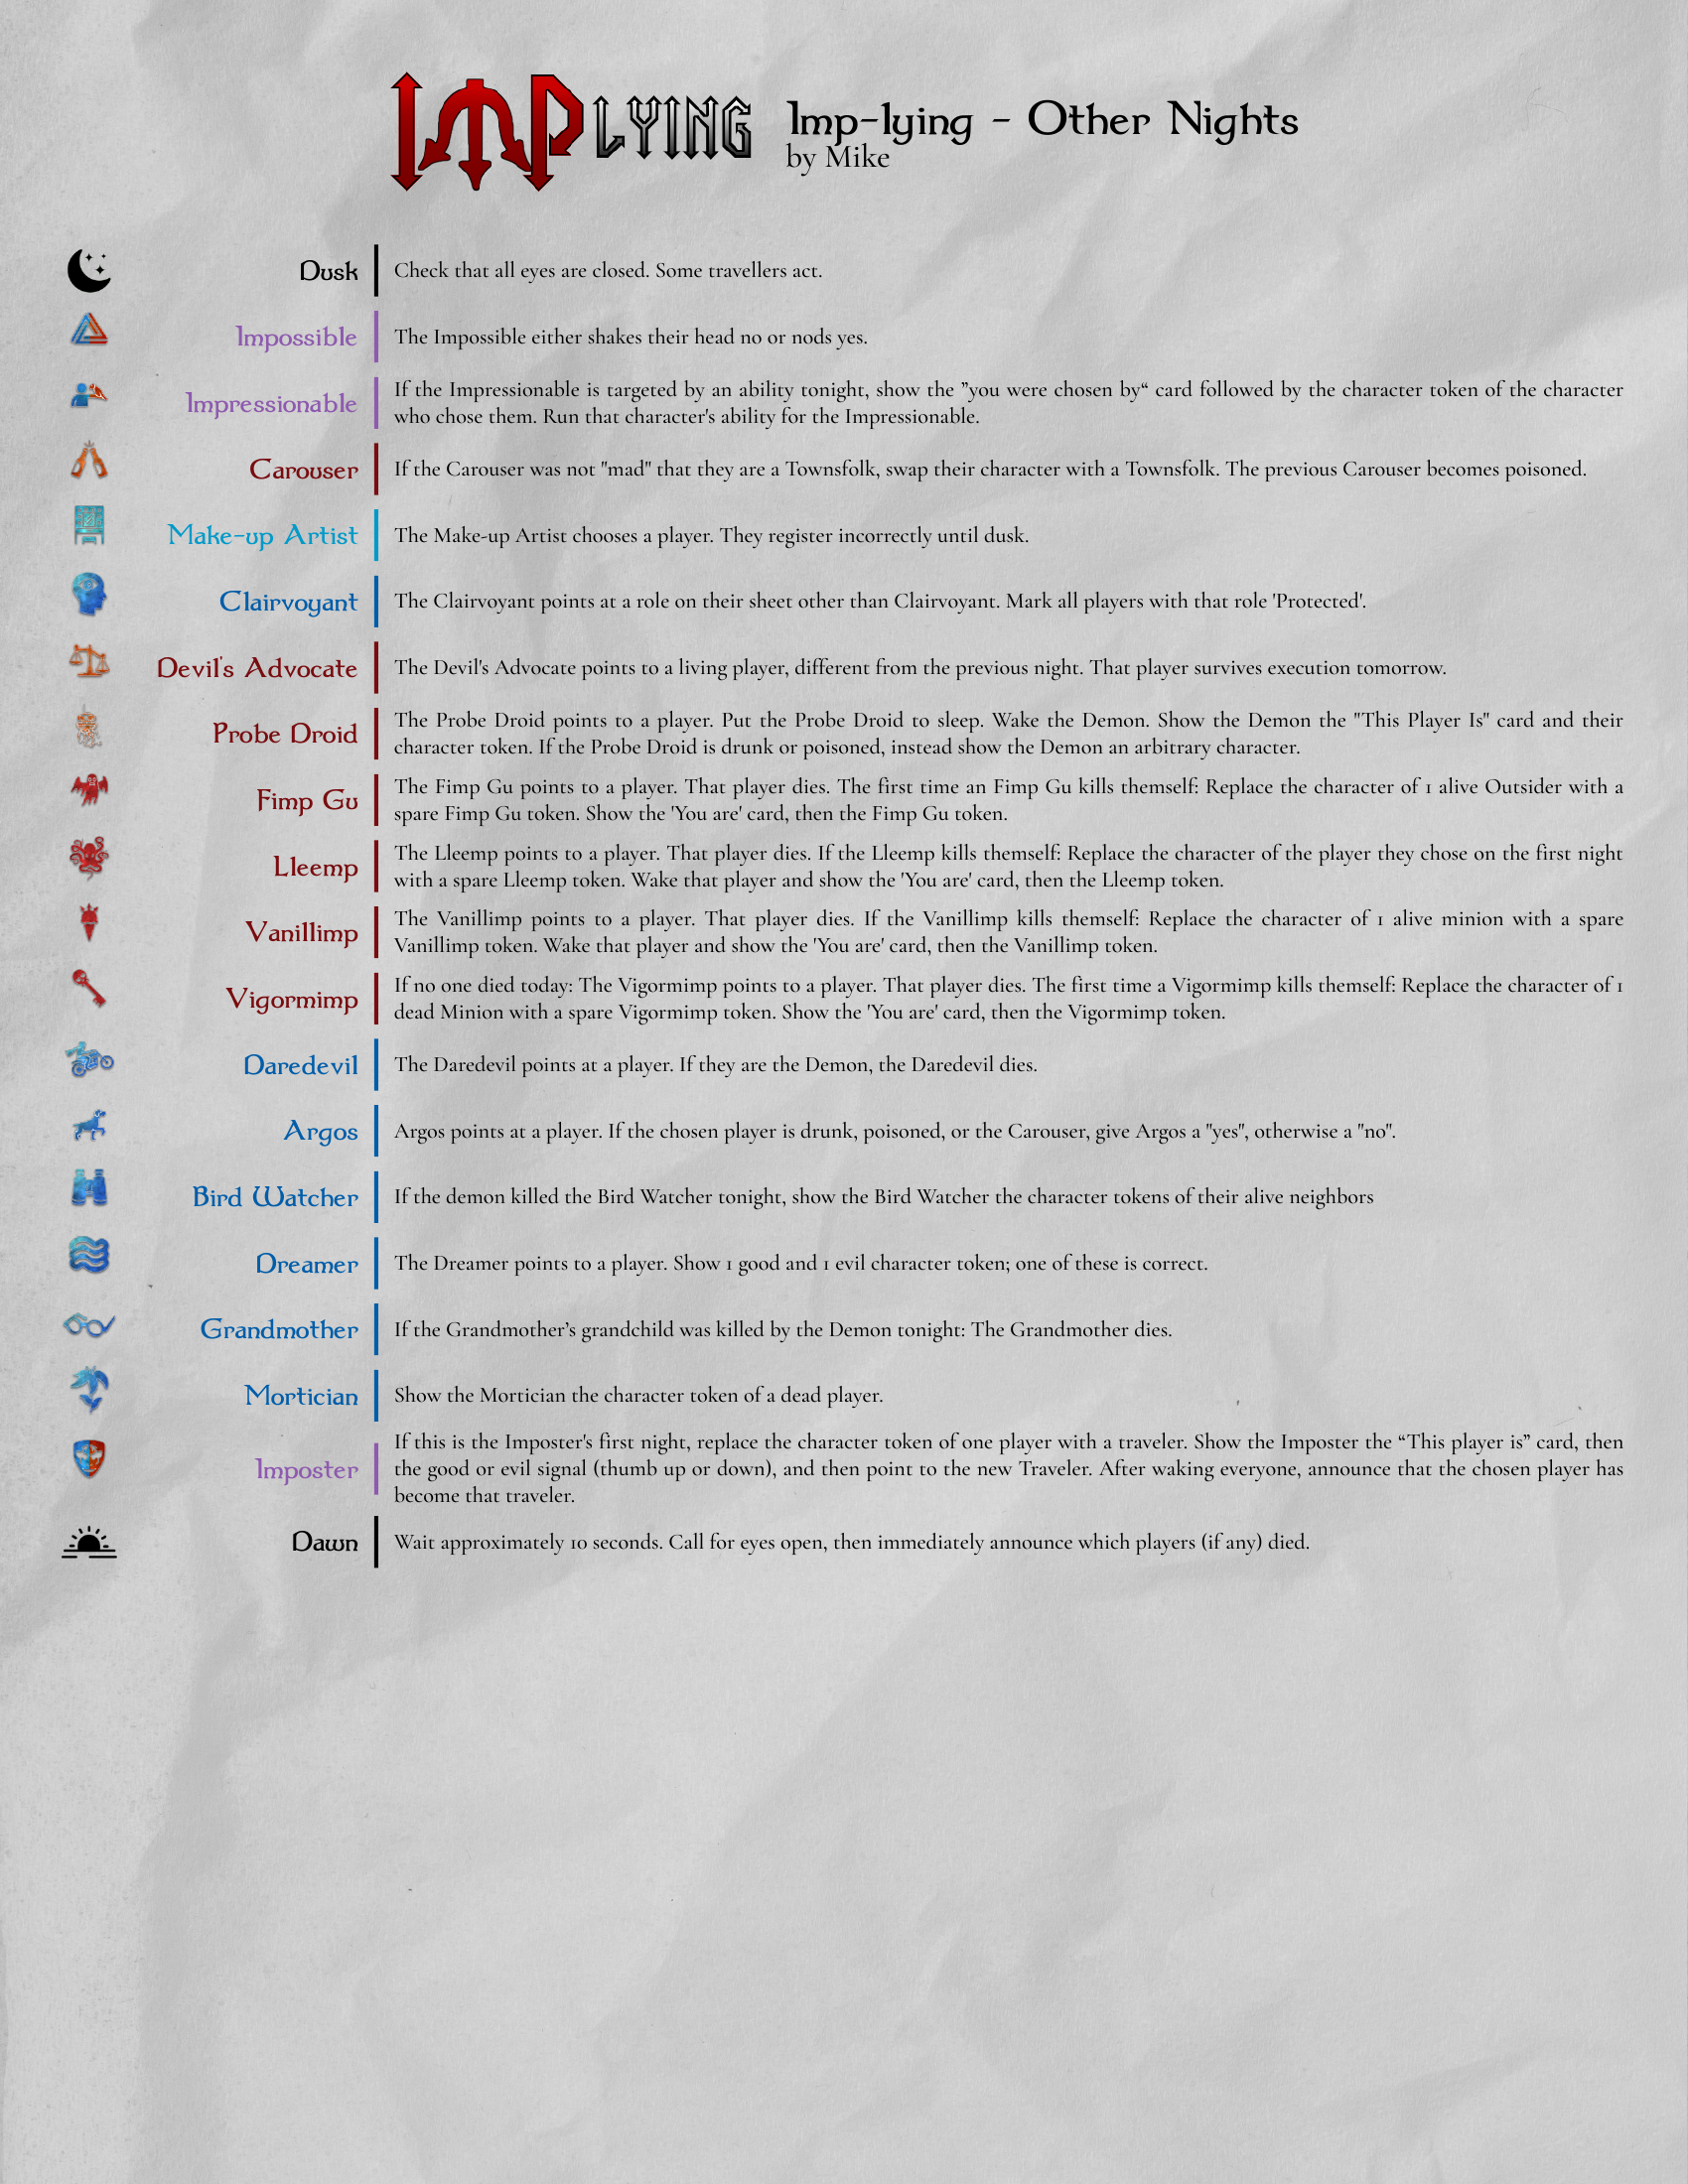 IMPLYING
Imp-lying - Other Nights
by Mike
Dusk
Check that all eyes are closed. Some travellers act.
Impossible
The Impossible either shakes their head no or nods yes.
Impressionable
If the Impressionable is targeted by an ability tonight, show the ”you were chosen by“ card followed by the character token of the character
who chose them. Run that character's ability for the Impressionable.
Carouser
If the Carouser was not "mad" that they are a Townsfolk, swap their character with a Townsfolk. The previous Carouser becomes poisoned.
Make-up Artist
The Make-up Artist chooses a player. They register incorrectly until dusk.
Clairvoyant
The Clairvoyant points at a role on their sheet other than Clairvoyant. Mark all players with that role 'Protected'.
Devil's Advocate
The Devil's Advocate points to a living player, different from the previous night. That player survives execution tomorrow.
Probe Droid
The Probe Droid points to a player. Put the Probe Droid to sleep. Wake the Demon. Show the Demon the "This Player Is" card and their
character token. If the Probe Droid is drunk or poisoned, instead show the Demon an arbitrary character.
Fimp Gu
The Fimp Gu points to a player. That player dies. The first time an Fimp Gu kills themself: Replace the character of 1 alive Outsider with a
spare Fimp Gu token. Show the 'You are' card, then the Fimp Gu token.
Lleemp
The Lleemp points to a player. That player dies. If the Lleemp kills themself: Replace the character of the player they chose on the first night
with a spare Lleemp token. Wake that player and show the 'You are' card, then the Lleemp token.
Vanillimp
The Vanillimp points to a player. That player dies. If the Vanillimp kills themself: Replace the character of 1 alive minion with a spare
Vanillimp token. Wake that player and show the 'You are' card, then the Vanillimp token.
Vigormimp
If no one died today: The Vigormimp points to a player. That player dies. The first time a Vigormimp kills themself: Replace the character of 1
dead Minion with a spare Vigormimp token. Show the 'You are' card, then the Vigormimp token.
Daredevil
The Daredevil points at a player. If they are the Demon, the Daredevil dies.
Argos
Argos points at a player. If the chosen player is drunk, poisoned, or the Carouser, give Argos a "yes", otherwise a "no".
Bird Watcher
If the demon killed the Bird Watcher tonight, show the Bird Watcher the character tokens of their alive neighbors
Dreamer
The Dreamer points to a player. Show 1 good and 1 evil character token; one of these is correct.
Grandmother
If the Grandmother’s grandchild was killed by the Demon tonight: The Grandmother dies.
Mortician
Show the Mortician the character token of a dead player.
Imposter
If this is the Imposter's first night, replace the character token of one player with a traveler. Show the Imposter the “This player is” card, then
the good or evil signal (thumb up or down), and then point to the new Traveler. After waking everyone, announce that the chosen player has
become that traveler.
Dawn
Wait approximately 10 seconds. Call for eyes open, then immediately announce which players (if any) died.